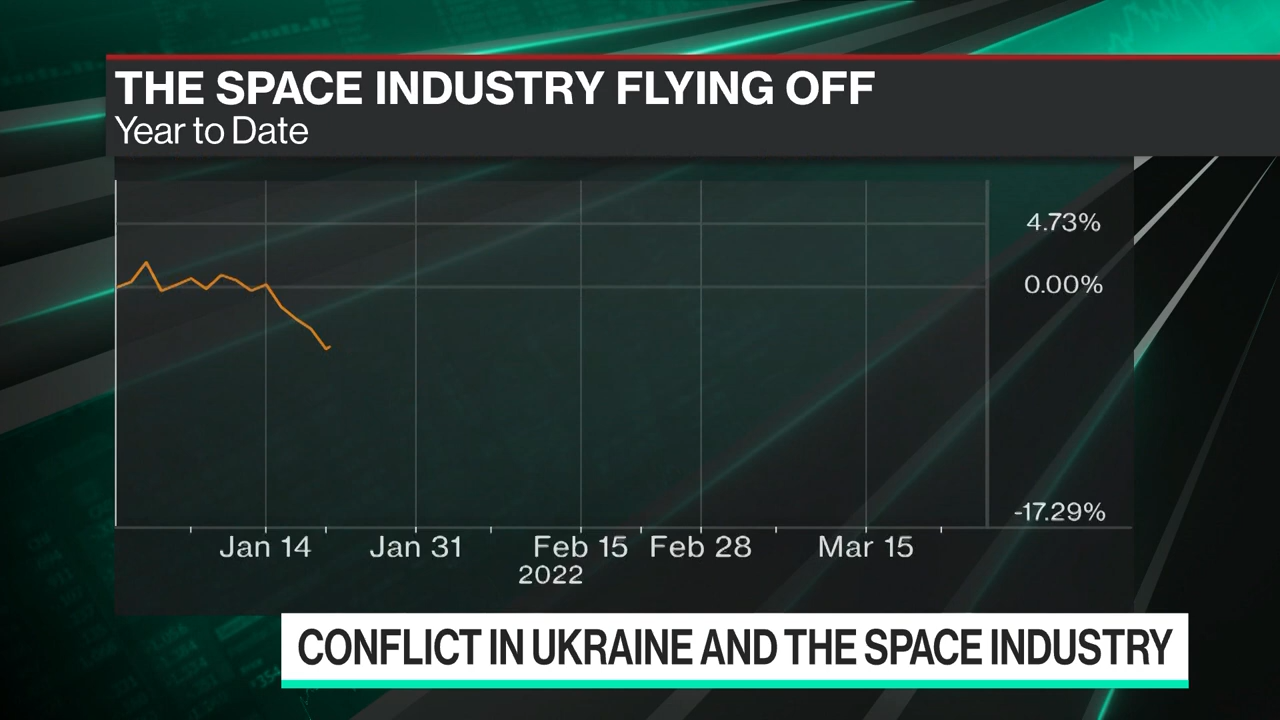 THE SPACE INDUSTRY FLYING OFF
Year to Date
4.73%
0.00%
-17.29%
Jan 14 Jan 31 Feb 15 Feb 28 Mar 15
2022
CONFLICT IN UKRAINE AND THE SPACE INDUSTRY